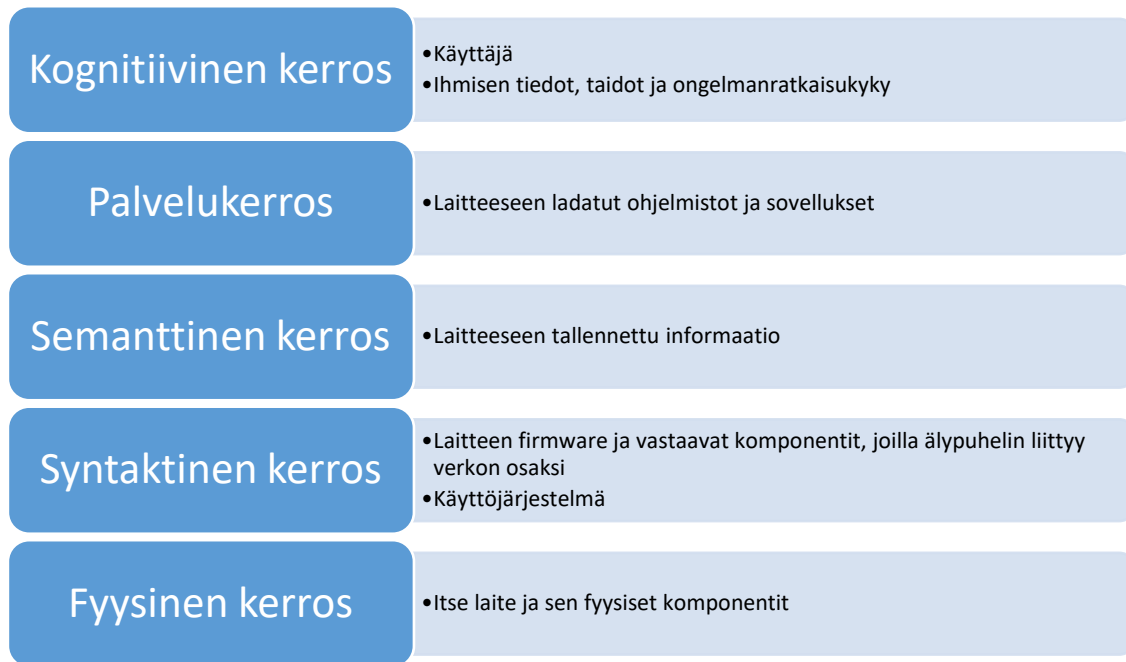 Kognitiivinen kerros
•Käyttäjä
•Ihmisen tiedot, taidot ja ongelmanratkaisukyky
Palvelukerros
•Laitteeseen ladatut ohjelmistot ja sovellukset
Semanttinen kerros
•Laitteeseen tallennettu informaatio
Syntaktinen kerros
•Laitteen firmware ja vastaavat komponentit, joilla älypuhelin liittyy
verkon osaksi
•Käyttöjärjestelmä
Fyysinen kerros
•Itse laite ja sen fyysiset komponentit